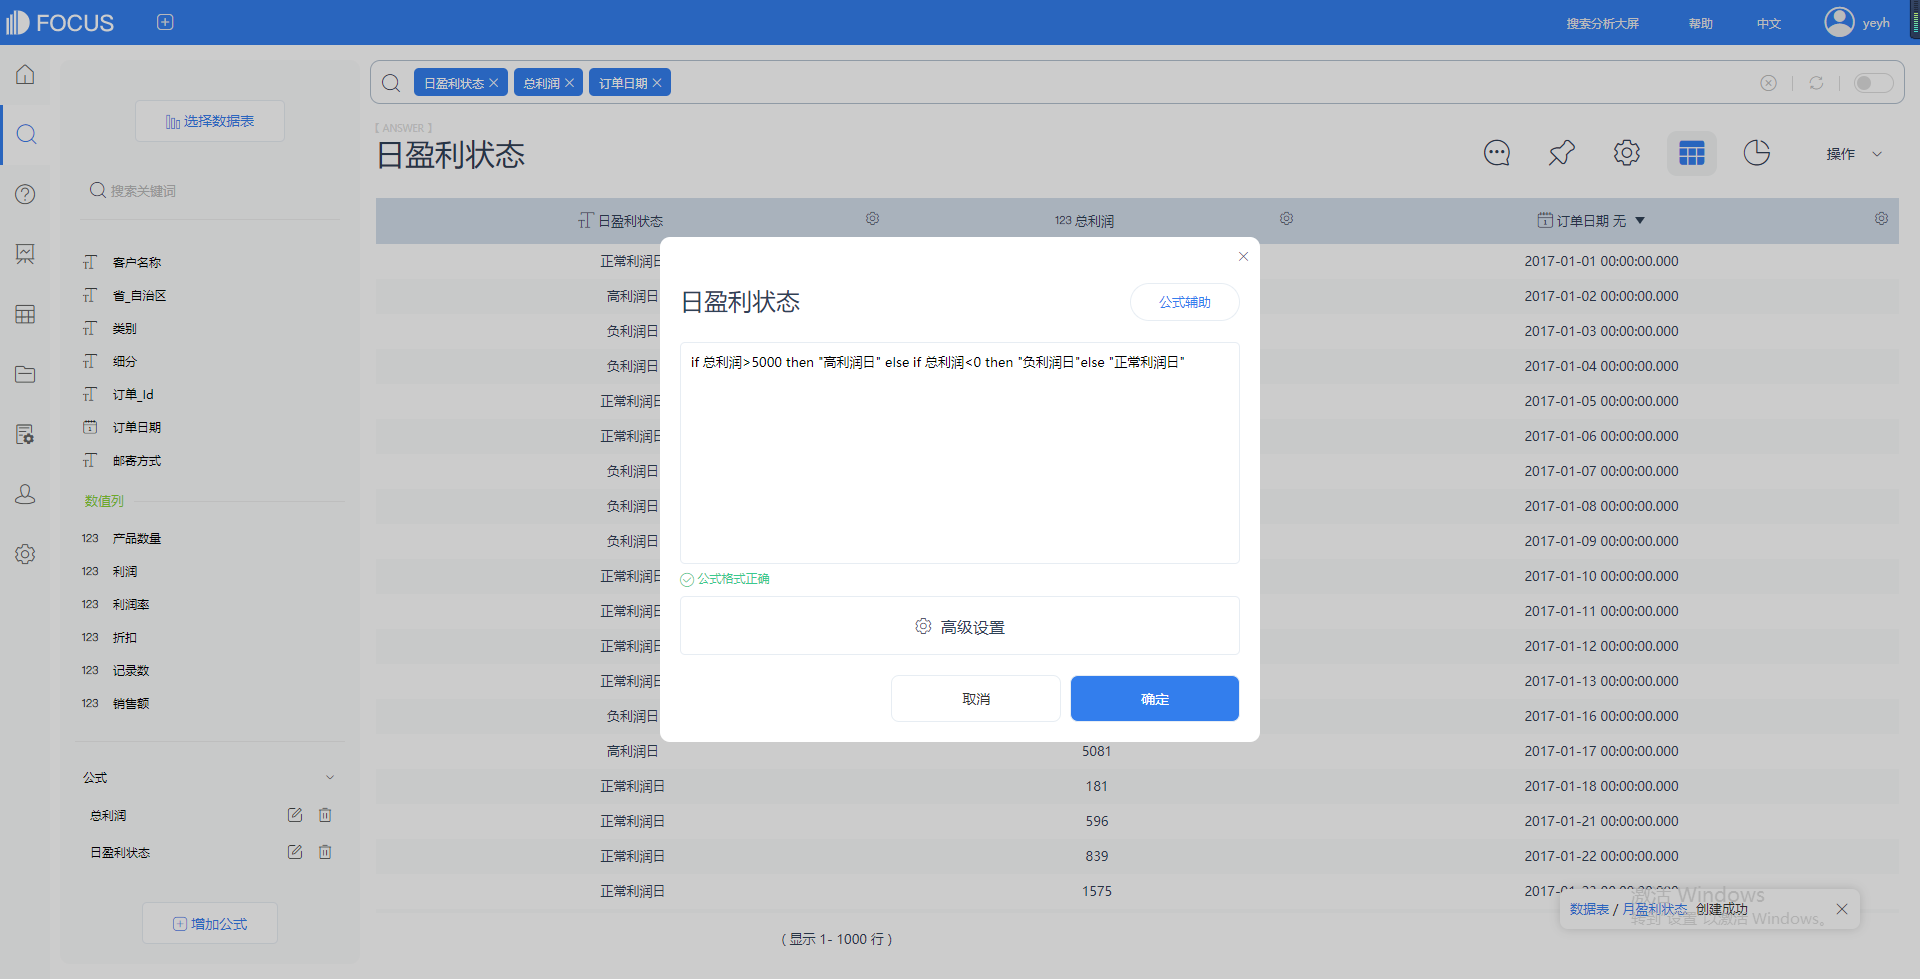 FOCUS
搜索分析大屏
帮助
中文
yeyh
选择数据表
搜索关键词
客户名称
省_自治区
类别
细分
订单_Id
订单日期
邮寄方式
数值列
123 产品数量
123 利润
123 利润率
123 折扣
123 记录数
123 销售额
公式
总利润
日盈利状态
增加公式
日盈利状态
总利润
订单日期
[ ANSWER ]
日盈利状态
操作
日盈利状态
123 总利润
订单日期 无
正常利润日 2017-01-01 00:00:00.000
高利润日 2017-01-02 00:00:00.000
负利润日 2017-01-03 00:00:00.000
负利润日 2017-01-04 00:00:00.000
正常利润日 2017-01-05 00:00:00.000
正常利润日 2017-01-06 00:00:00.000
负利润日 2017-01-07 00:00:00.000
负利润日 2017-01-08 00:00:00.000
负利润日 2017-01-09 00:00:00.000
正常利润日 2017-01-10 00:00:00.000
正常利润日 2017-01-11 00:00:00.000
正常利润日 2017-01-12 00:00:00.000
正常利润日 2017-01-13 00:00:00.000
负利润日 2017-01-16 00:00:00.000
高利润日 5081 2017-01-17 00:00:00.000
正常利润日 181 2017-01-18 00:00:00.000
正常利润日 596 2017-01-21 00:00:00.000
正常利润日 839 2017-01-22 00:00:00.000
正常利润日 1575
( 显示 1- 1000 行 )
日盈利状态
公式辅助
if 总利润>5000 then "高利润日" else if 总利润<0 then "负利润日"else "正常利润日"
公式格式正确
高级设置
取消
确定
激活 Windows
数据表 / 月盈利状态 创建成功
转到"设置"以激活 Windows。